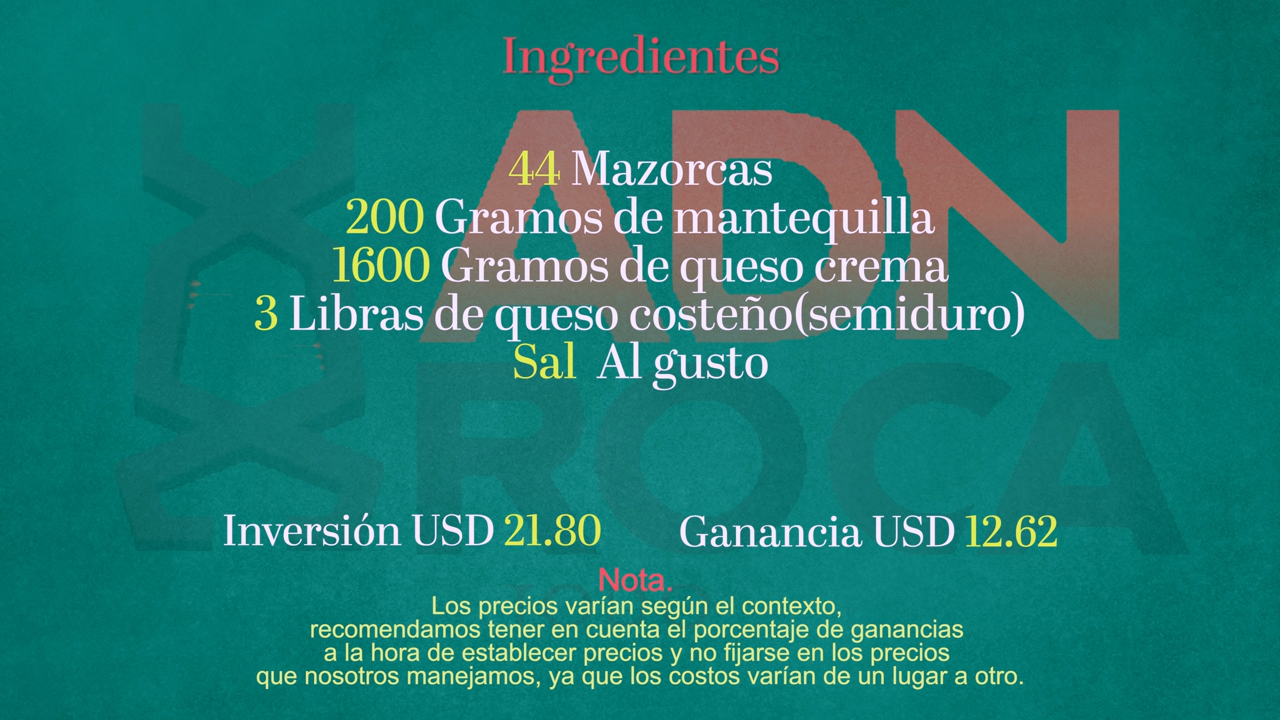 Ingredientes
ADN
ROCA
44 Mazorcas
200 Gramos de mantequilla
1600 Gramos de queso crema
3 Libras de queso costeño(semiduro)
Sal Al gusto
Inversión USD 21.80
Ganancia USD 12.62
Nota.
Los precios varían según el contexto,
recomendamos tener en cuenta el porcentaje de ganancias
a la hora de establecer precios y no fijarse en los precios
que nosotros manejamos, ya que los costos varían de un lugar a otro.